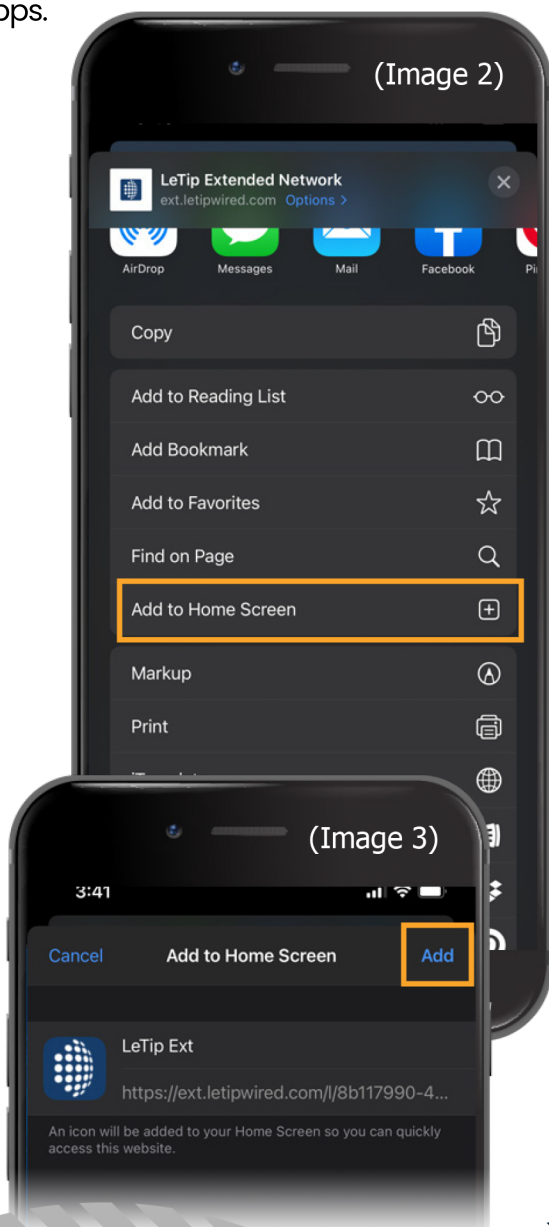 (Image 2)
LeTip Extended Network
ext.letipwired.com Options >
AirDrop Messages Mail Facebook
Copy
Add to Reading List
Add Bookmark
Add to Favorites
Find on Page
Add to Home Screen
Markup
Print
(Image 3)
3:41
Cancel Add to Home Screen Add
LeTip Ext
https://ext.letipwired.com/l/8b117990-4...
An icon will be added to your Home Screen so you can quickly
access this website.